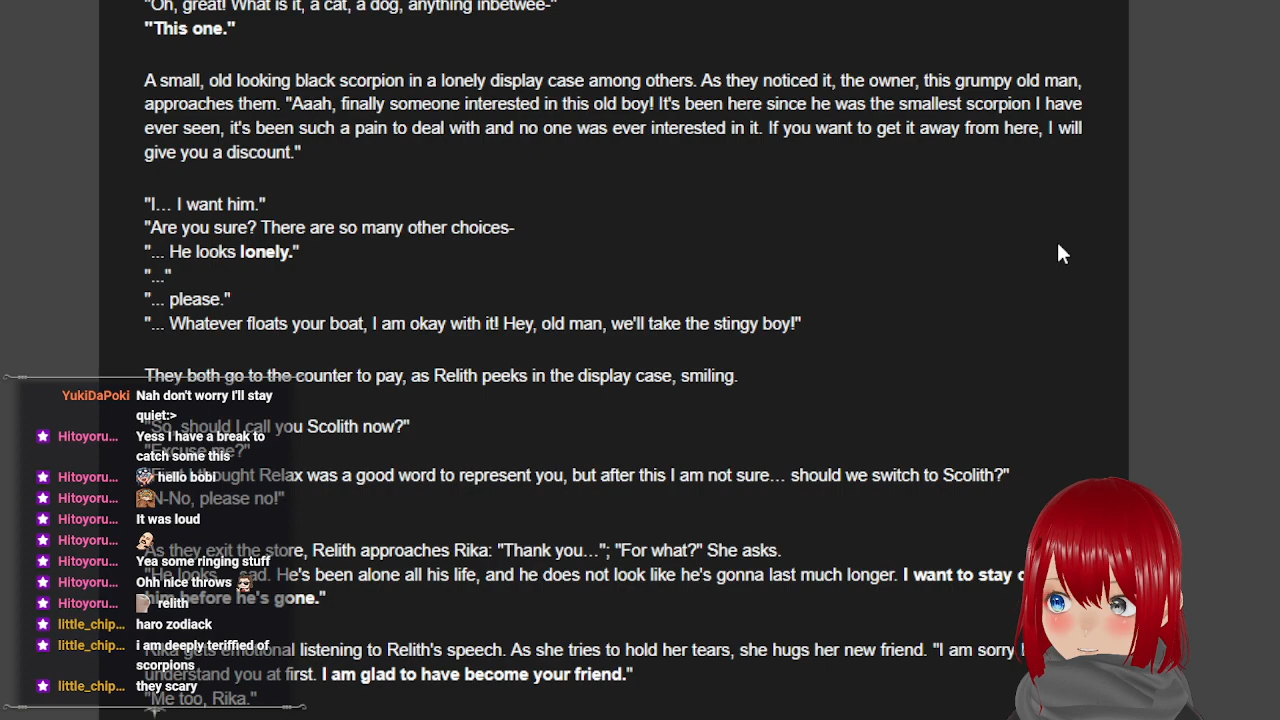 "Oh, great! What is it, a cat, a dog, anything inbetwee-"
"This one."
A small, old looking black scorpion in a lonely display case among others. As they noticed it, the owner, this grumpy old man,
approaches them. "Aaah, finally someone interested in this old boy! It's been here since he was the smallest scorpion I have
ever seen, it's been such a pain to deal with and no one was ever interested in it. If you want to get it away from here, I will
give you a discount."
"I... I want him."
"Are you sure? There are so many other choices-
"... He looks lonely."
"..."
"... please."
"... Whatever floats your boat, I am okay with it! Hey, old man, we'll take the stingy boy!"
They both go to the counter to pay, as Relith peeks in the display case, smiling.
"So, should I call you Scolith now?"
"Excuse me?"
I thought Relax was a good word to represent you, but after this I am not sure... should we switch to Scolith?"
"N-No, please no!"
As they exit the store, Relith approaches Rika: "Thank you..."; "For what?" She asks.
"He looks... sad. He's been alone all his life, and he does not look like he's gonna last much longer. I want to stay
him before he's gone."
Rika gets emotional listening to Relith's speech. As she tries to hold her tears, she hugs her new friend. "I am sorry
understand you at first. I am glad to have become your friend."
"Me too, Rika."
YukiDaPoki Nah don't worry I'll stay
quiet:>
Hitoyoru... Yess I have a break to
catch some this
Hitoyoru... hello bobi
Hitoyoru...
Hitoyoru... It was loud
Hitoyoru...
Hitoyoru... Yea some ringing stuff
Hitoyoru... Ohh nice throws
Hitoyoru... relith
little_chip... haro zodiack
little_chip... i am deeply teriffied of
scorpions
little_chip... they scary